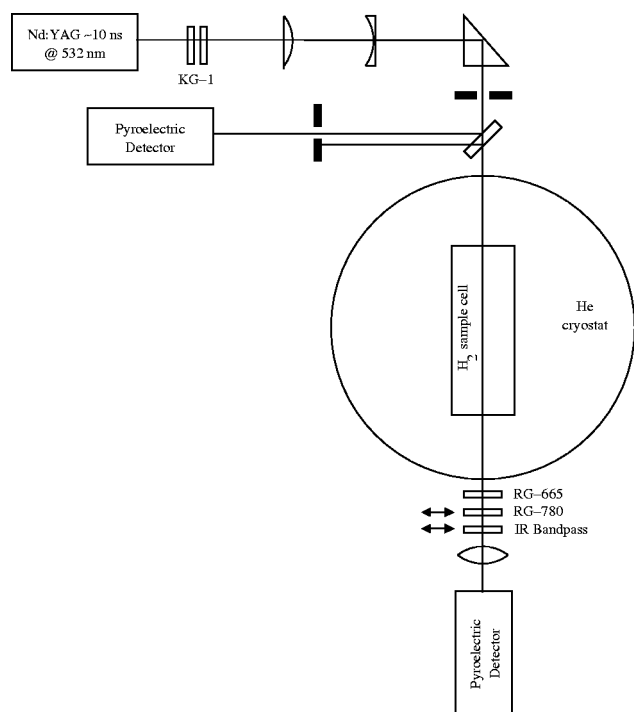 Nd:YAG ~10 ns
@ 532 nm
KG–1
Pyroelectric
Detector
He
cryostat
H2 sample cell
RG–665
RG–780
IR Bandpass
Pyroelectric
Detector